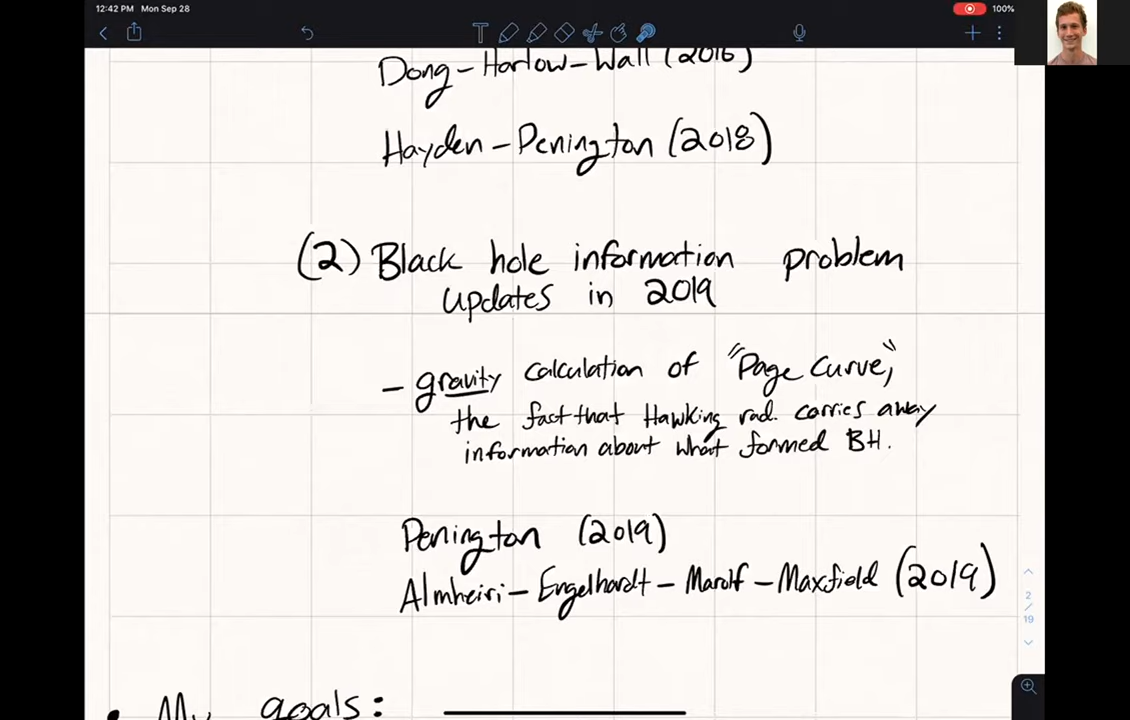 12:42 PM Mon Sep 28
100%
Dong-Harlow-Wall (2016)
Hayden-Penington (2018)
(2) Black hole information problem
updates in 2019
- gravity calculation of "Page Curve,"
the fact that Hawking rad. carries away
information about what formed BH.
Penington (2019)
Almheiri-Engelhardt-Marolf-Maxfield (2019)
2
/
19
• My goals: